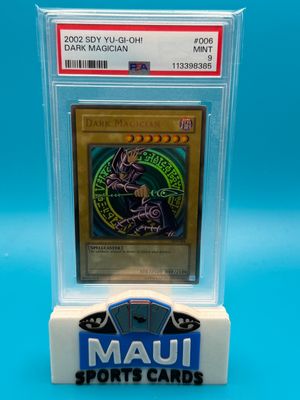 2002 SDY YU-GI-OH! #006
DARK MAGICIAN MINT
9
PSA 113398385
DARK MAGICIAN
MAUI
SPORTS CARDS